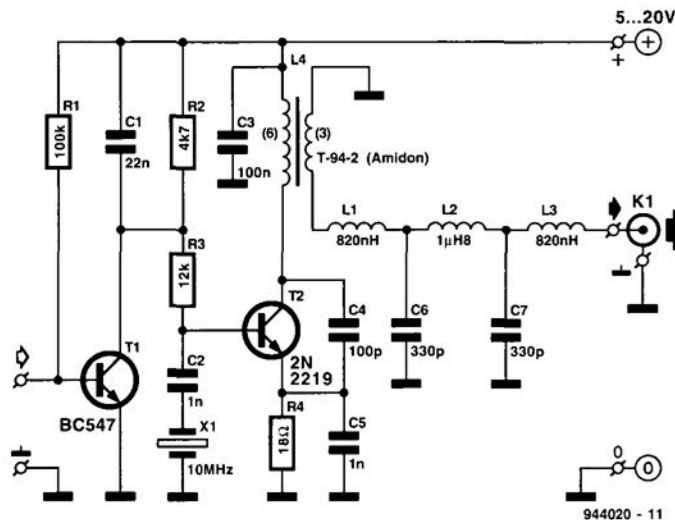 5...20V
+
+
L4
R1
100k
C1
22n
R2
4k7
C3
100n
(6)
(3)
T-94-2 (Amidon)
K1
L1
820nH
L2
1µH8
L3
820nH
R3
12k
T2
2N
2219
C4
100p
C6
330p
C7
330p
T1
BC547
C2
1n
X1
10MHz
R4
18Ω
C5
1n
0
0
944020 - 11